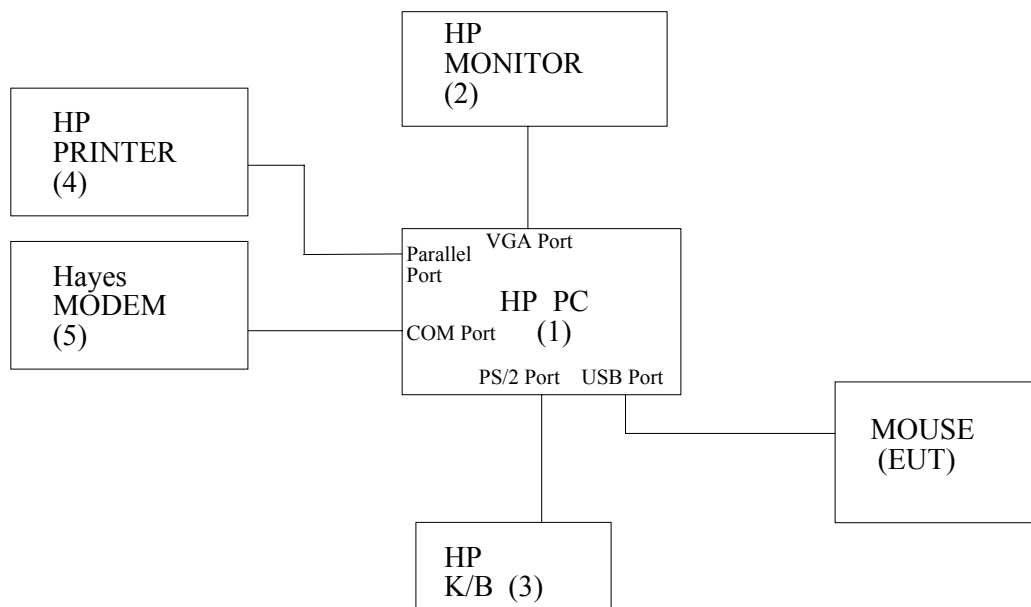 HP
MONITOR
(2)
HP
PRINTER
(4)
VGA Port
Parallel
Port
Hayes
MODEM
(5)
HP PC
(1)
COM Port
PS/2 Port
USB Port
MOUSE
(EUT)
HP
K/B (3)